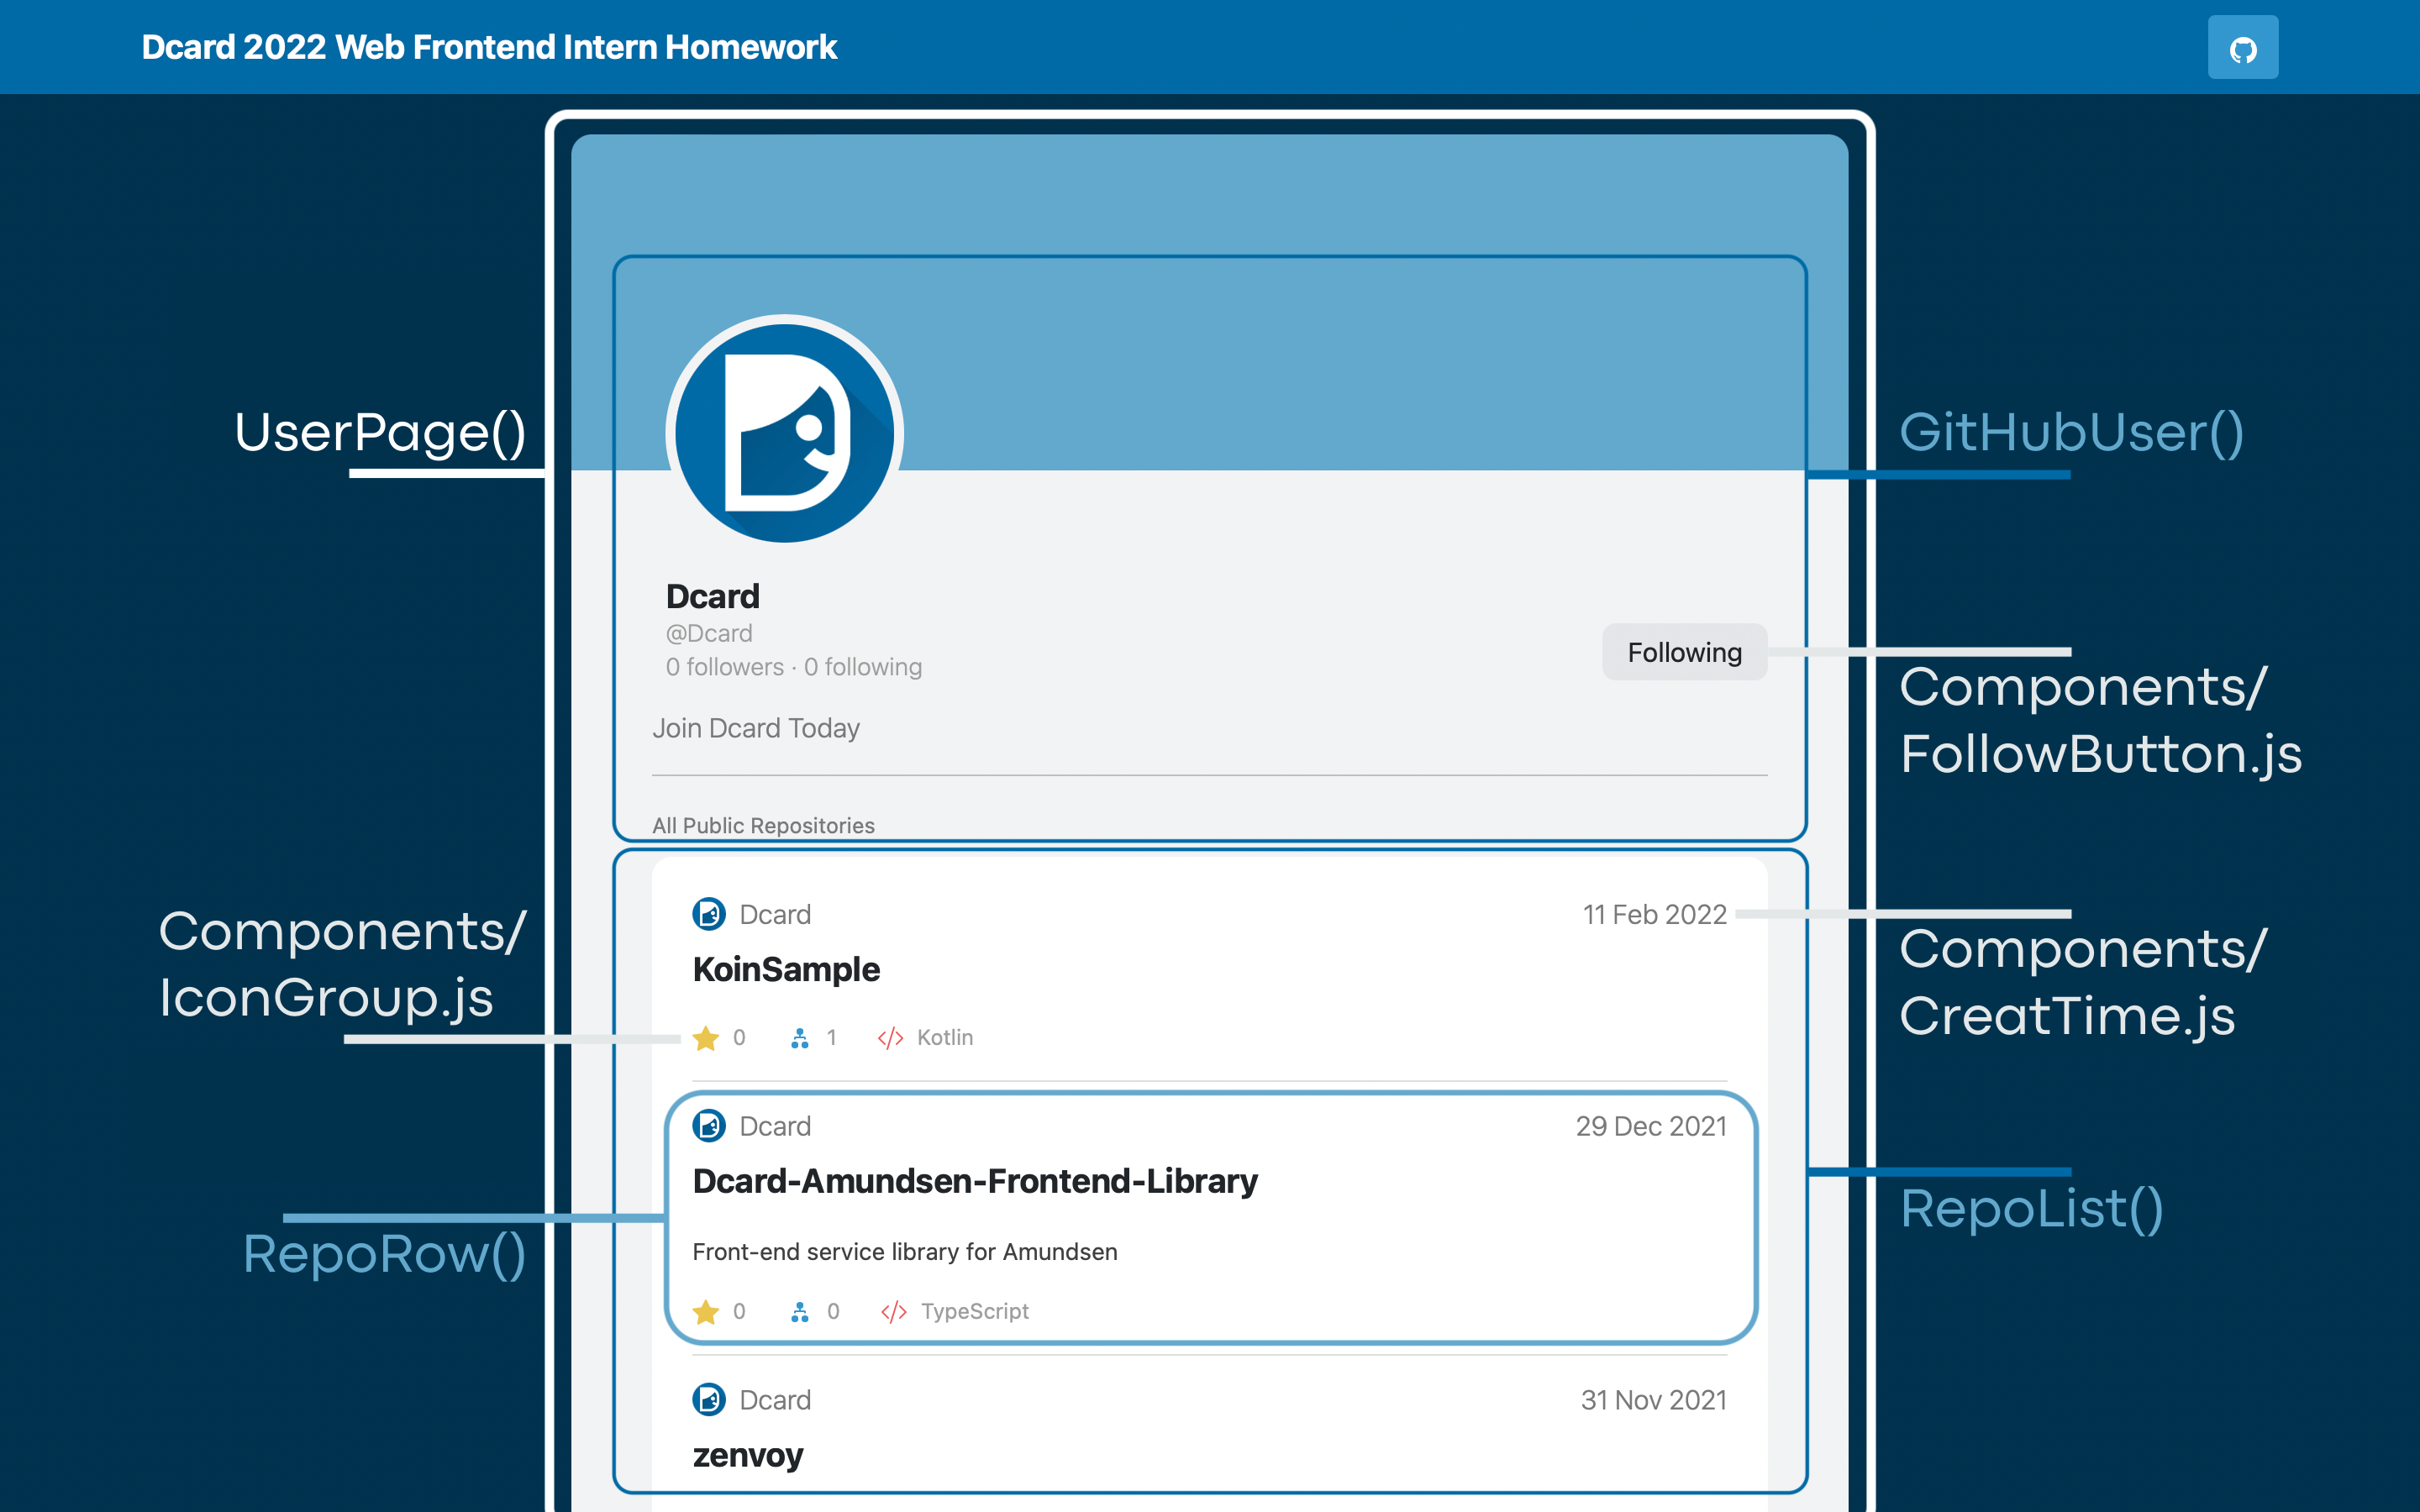 Dcard 2022 Web Frontend Intern Homework
UserPage()
GitHubUser()
Dcard
@Dcard
0 followers · 0 following
Following
Components/
FollowButton.js
Join Dcard Today
All Public Repositories
Dcard
11 Feb 2022
KoinSample
0 1 </> Kotlin
Components/
IconGroup.js
Components/
CreatTime.js
Dcard
29 Dec 2021
Dcard-Amundsen-Frontend-Library
Front-end service library for Amundsen
0 0 </> TypeScript
RepoRow()
RepoList()
Dcard
31 Nov 2021
zenvoy